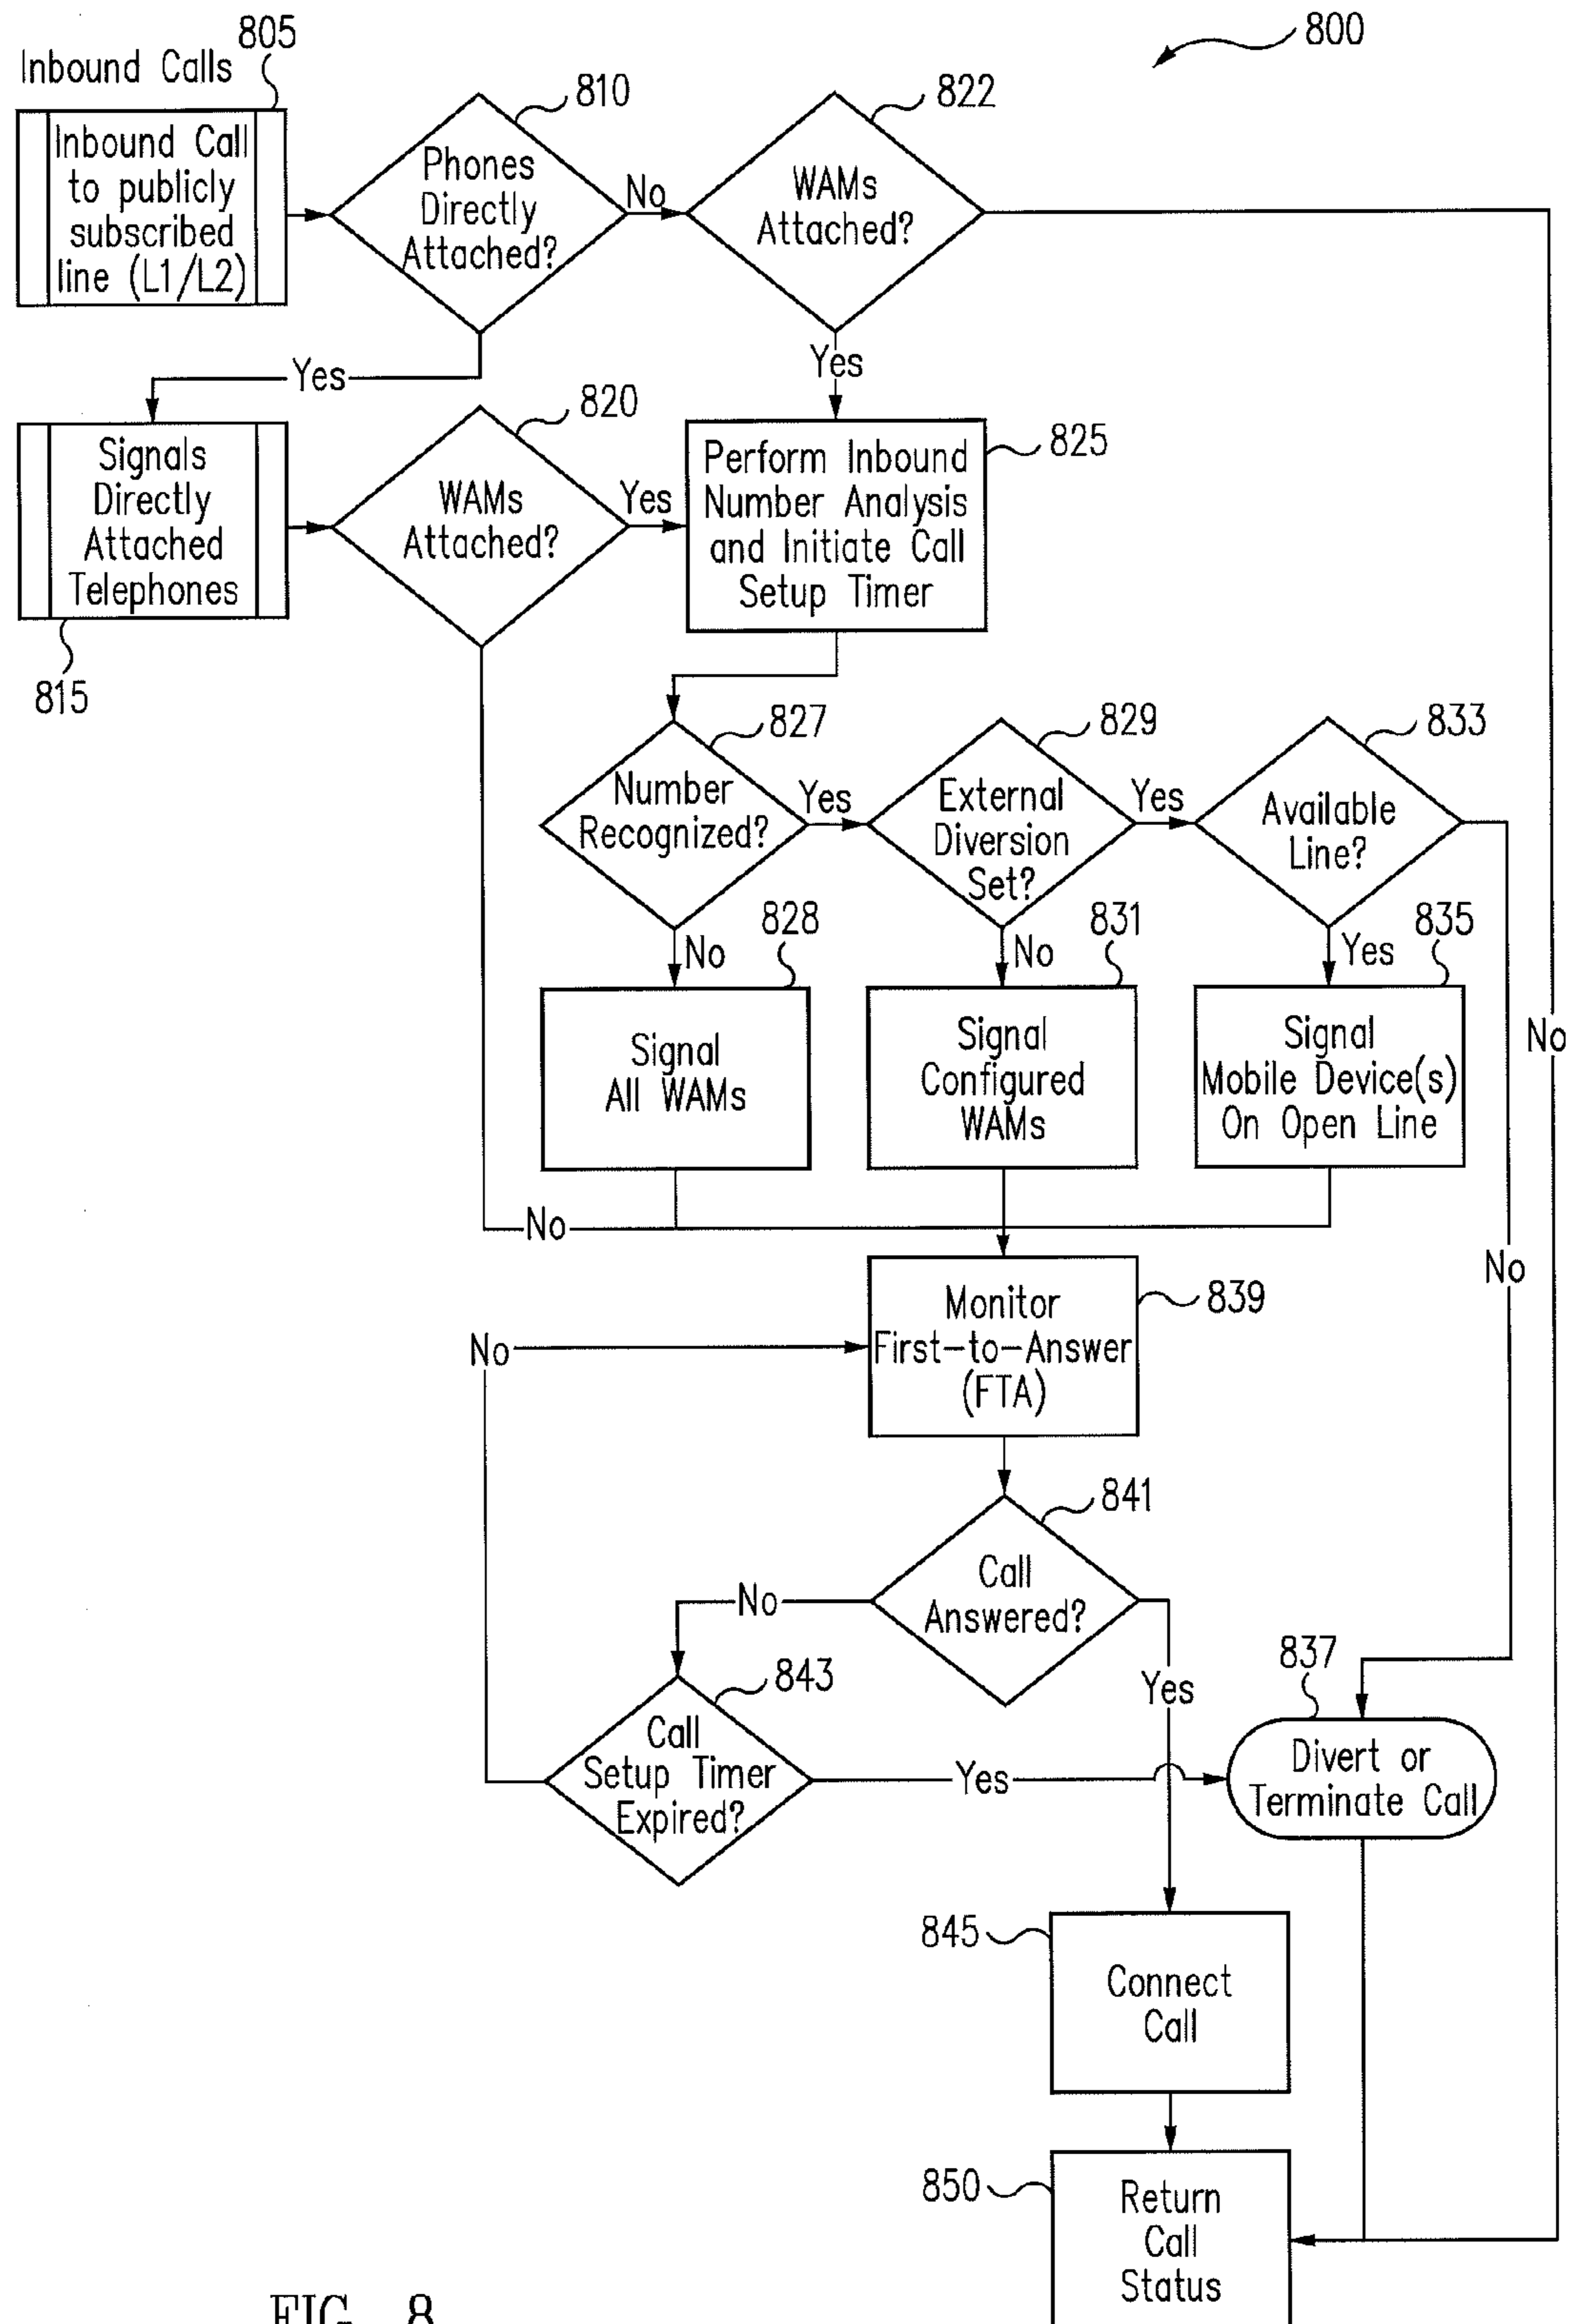 800
Inbound Calls
805
Inbound Call
to publicly
subscribed
line (L1/L2)
810
Phones
Directly
Attached?
No
822
WAMs
Attached?
Yes
Yes
Signals
Directly
Attached
Telephones
815
820
WAMs
Attached?
Yes
825
Perform Inbound
Number Analysis
and Initiate Call
Setup Timer
827
Number
Recognized?
Yes
829
External
Diversion
Set?
Yes
833
Available
Line?
No
828
Signal
All WAMs
No
831
Signal
Configured
WAMs
Yes
835
Signal
Mobile Device(s)
On Open Line
No
No
No
Monitor
First-to-Answer
(FTA)
839
No
841
Call
Answered?
No
Yes
843
Call
Setup Timer
Expired?
Yes
837
Divert or
Terminate Call
845
Connect
Call
850
Return
Call
Status
FIG. 8